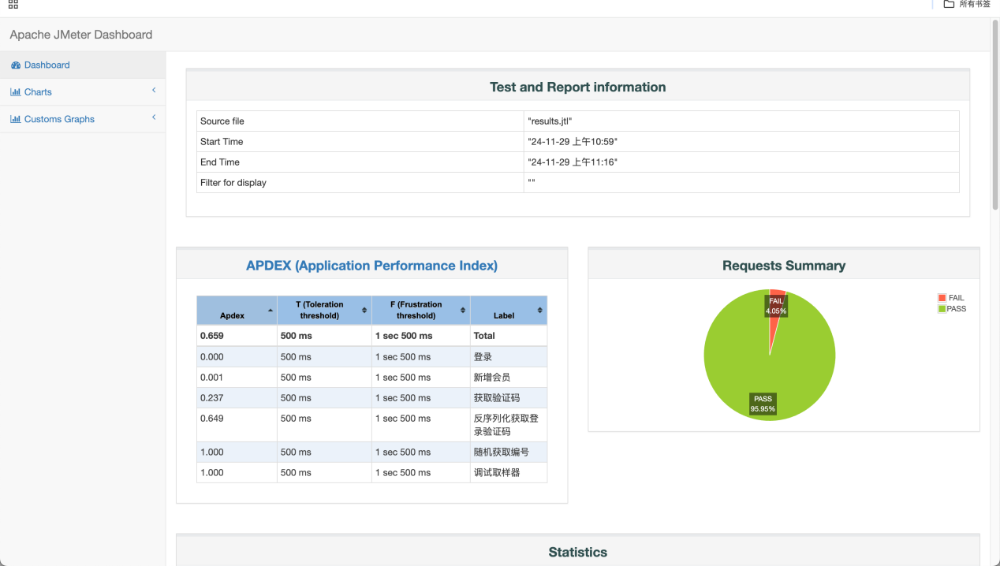 所有书签
Apache JMeter Dashboard
Dashboard
Charts
Customs Graphs
Test and Report information
Source file "results.jtl"
Start Time "24-11-29 上午10:59"
End Time "24-11-29 上午11:16"
Filter for display ""
APDEX (Application Performance Index)
Apdex T (Toleration threshold) F (Frustration threshold) Label
0.659 500 ms 1 sec 500 ms Total
0.000 500 ms 1 sec 500 ms 登录
0.001 500 ms 1 sec 500 ms 新增会员
0.237 500 ms 1 sec 500 ms 获取验证码
0.649 500 ms 1 sec 500 ms 反序列化获取登
录验证码
1.000 500 ms 1 sec 500 ms 随机获取编号
1.000 500 ms 1 sec 500 ms 调试取样器
Requests Summary
FAIL
4.05%
PASS
95.95%
FAIL
PASS
Statistics